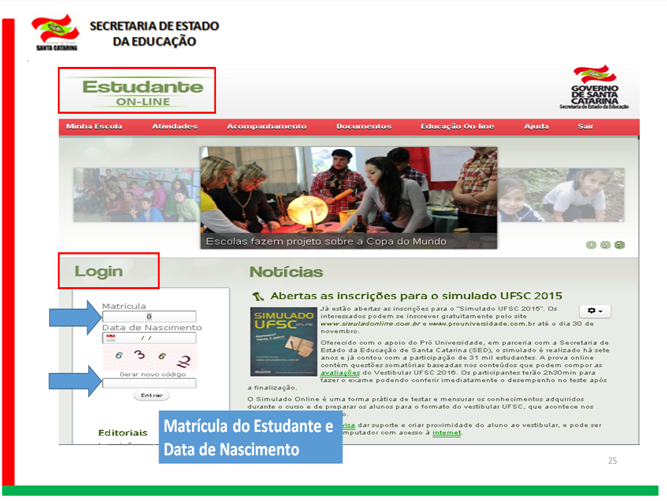 SECRETARIA DE ESTADO
DA EDUCAÇÃO
SANTA CATARINA
Estudante
ON-LINE
GOVERNO
DE SANTA
CATARINA
Secretaria de Estado da Educação
Minha Escola Atividades Acompanhamento Documentos Educação On-line Ajuda Sair
Escolas fazem projeto sobre a Copa do Mundo
1 2 3
Login
Matrícula
0
Data de Nascimento
/ /
6 3 6 12
Gerar novo código
Entrar
Editoriais
Notícias
Abertas as inscrições para o simulado UFSC 2015
SIMULADO
UFSC
Já estão abertas as inscrições para o "Simulado UFSC 2015". Os
interessados podem se inscrever gratuitamente pelo site
www.simuladonline.com.br e www.prouniversidade.com.br até o dia 30 de
novembro.
Oferecido com o apoio do Pró Universidade, em parceria com a Secretaria de
Estado da Educação de Santa Catarina (SED), o simulado é realizado há sete
anos e já contou com a participação de 31 mil estudantes. A prova online
contém questões somatórias baseadas nos conteúdos que podem compor as
avaliações do Vestibular UFSC 2016. Os participantes terão 2h30min para
fazer o exame podendo conferir imediatamente o desempenho no teste após
a finalização.
O Simulado Online é uma forma prática de testar e mensurar os conhecimentos adquiridos
durante o curso e de preparar os alunos para o formato do vestibular UFSC, que acontece nos
dar suporte e criar proximidade do aluno ao vestibular, e pode ser
computador com acesso à internet.
Matrícula do Estudante e
Data de Nascimento
25